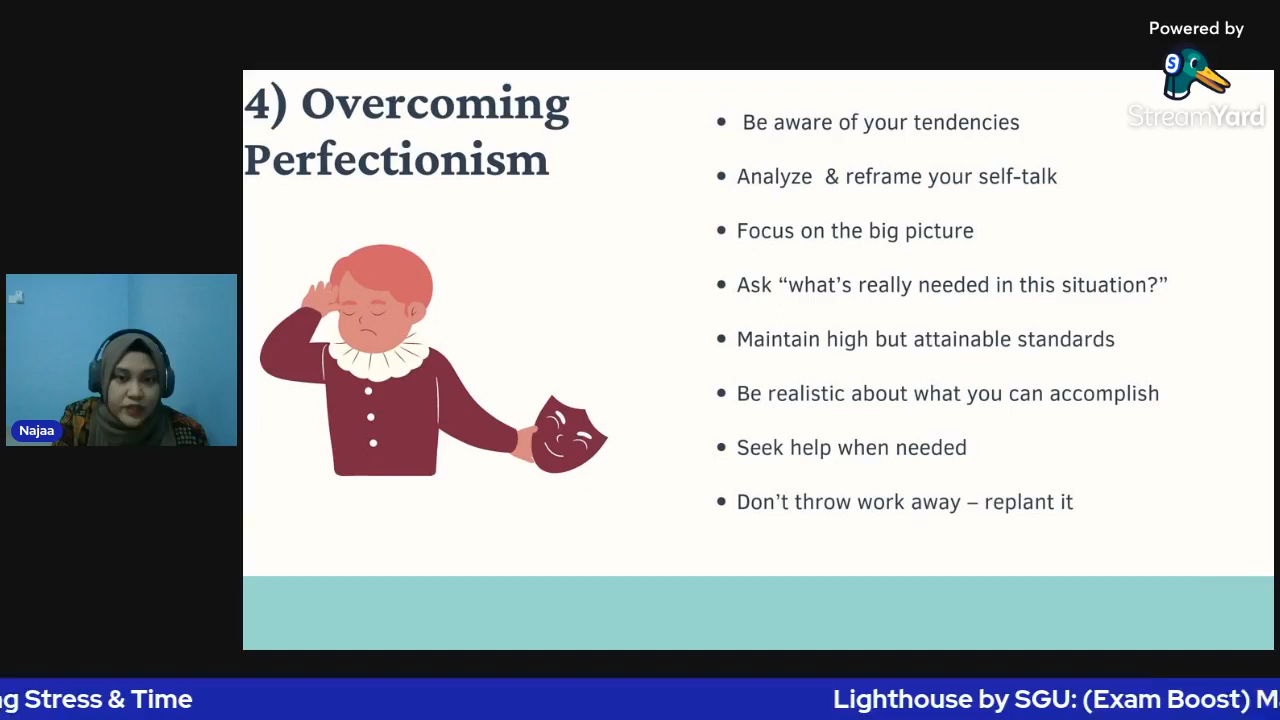 Powered by
S
StreamYard
4) Overcoming
Perfectionism
• Be aware of your tendencies
• Analyze & reframe your self-talk
• Focus on the big picture
• Ask “what’s really needed in this situation?”
• Maintain high but attainable standards
• Be realistic about what you can accomplish
• Seek help when needed
• Don’t throw work away – replant it
Najaa
ng Stress & Time
Lighthouse by SGU: (Exam Boost) M